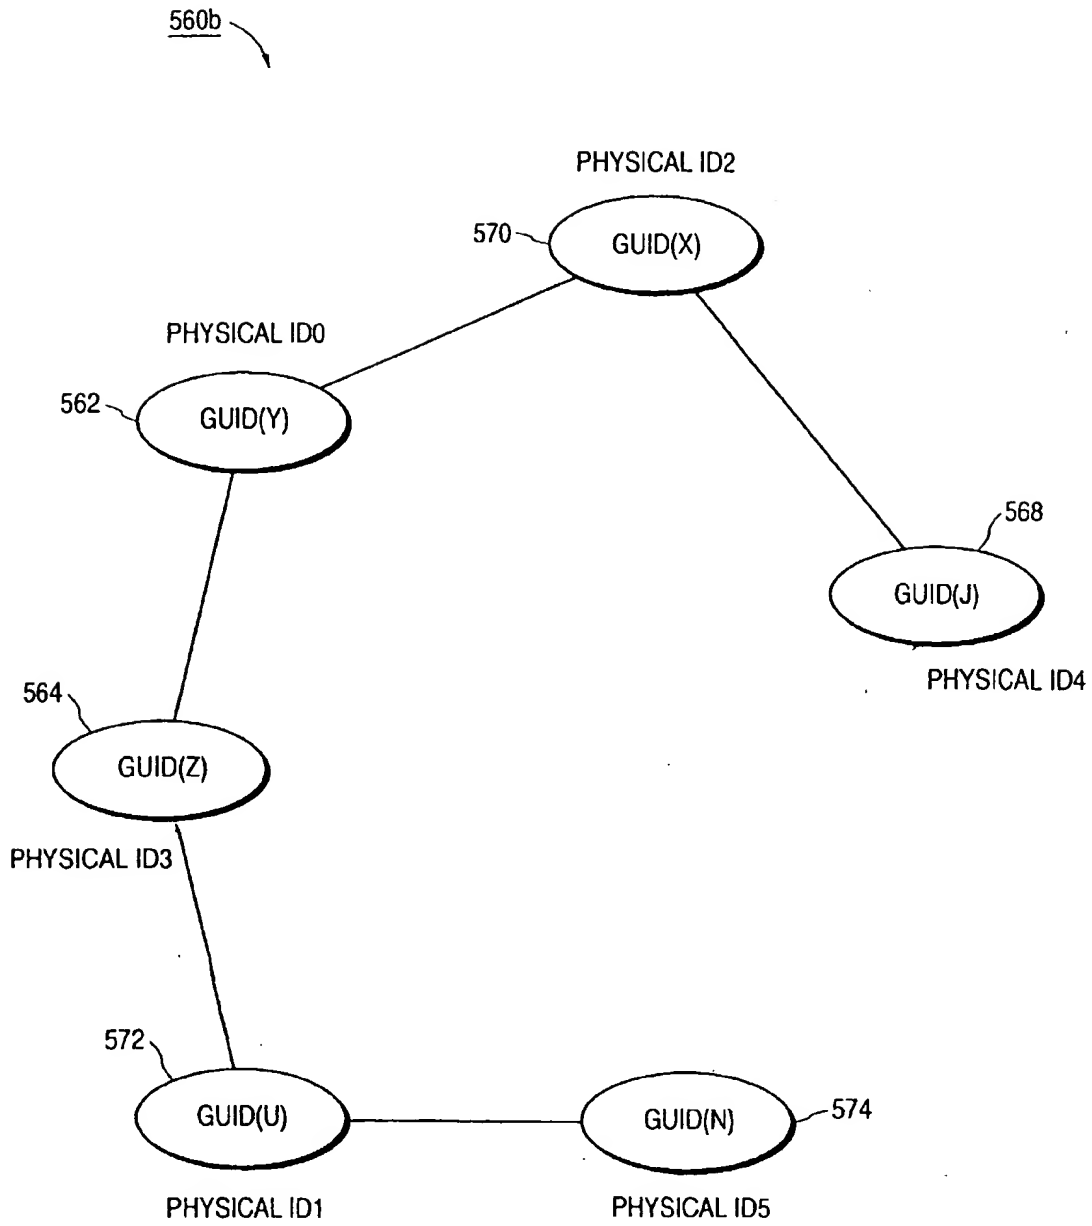 560b
PHYSICAL ID2
570
GUID(X)
PHYSICAL ID0
562
GUID(Y)
568
GUID(J)
PHYSICAL ID4
564
GUID(Z)
PHYSICAL ID3
572
GUID(U)
GUID(N)
574
PHYSICAL ID1
PHYSICAL ID5